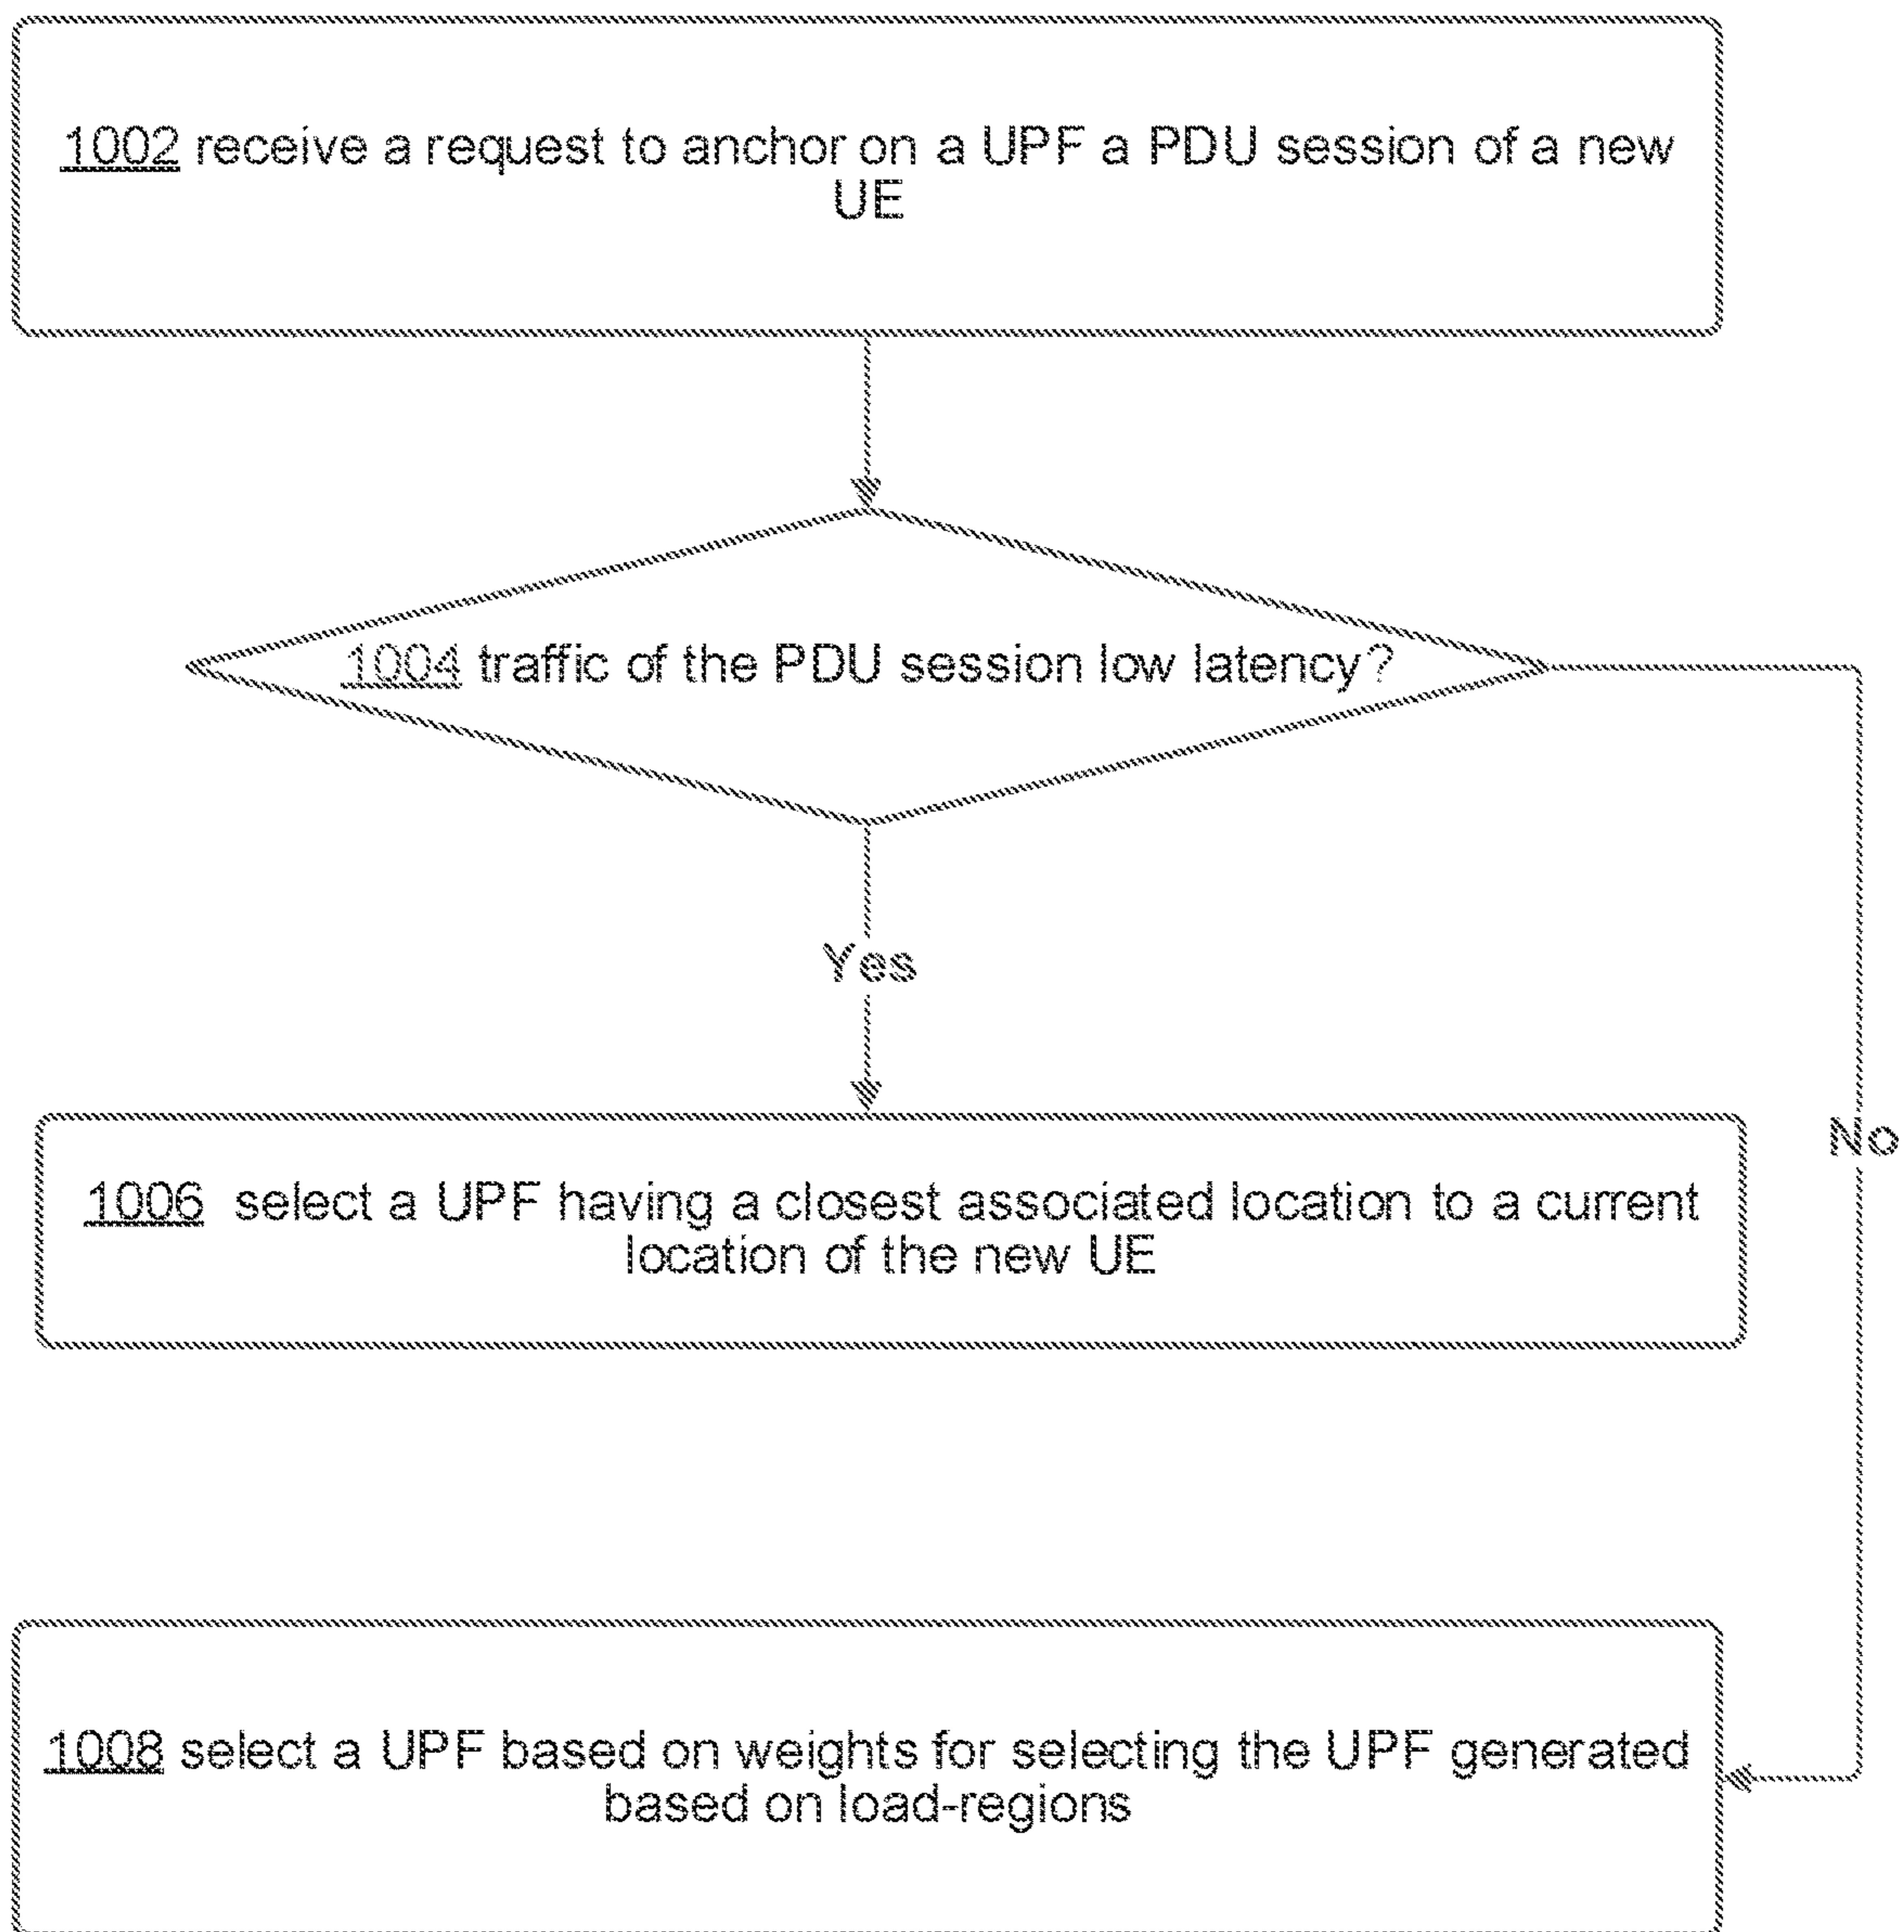 1002 receive a request to anchor on a UPF a PDU session of a new
UE
1004 traffic of the PDU session low latency?
Yes
No
1006 select a UPF having a closest associated location to a current
location of the new UE
1008 select a UPF based on weights for selecting the UPF generated
based on load-regions